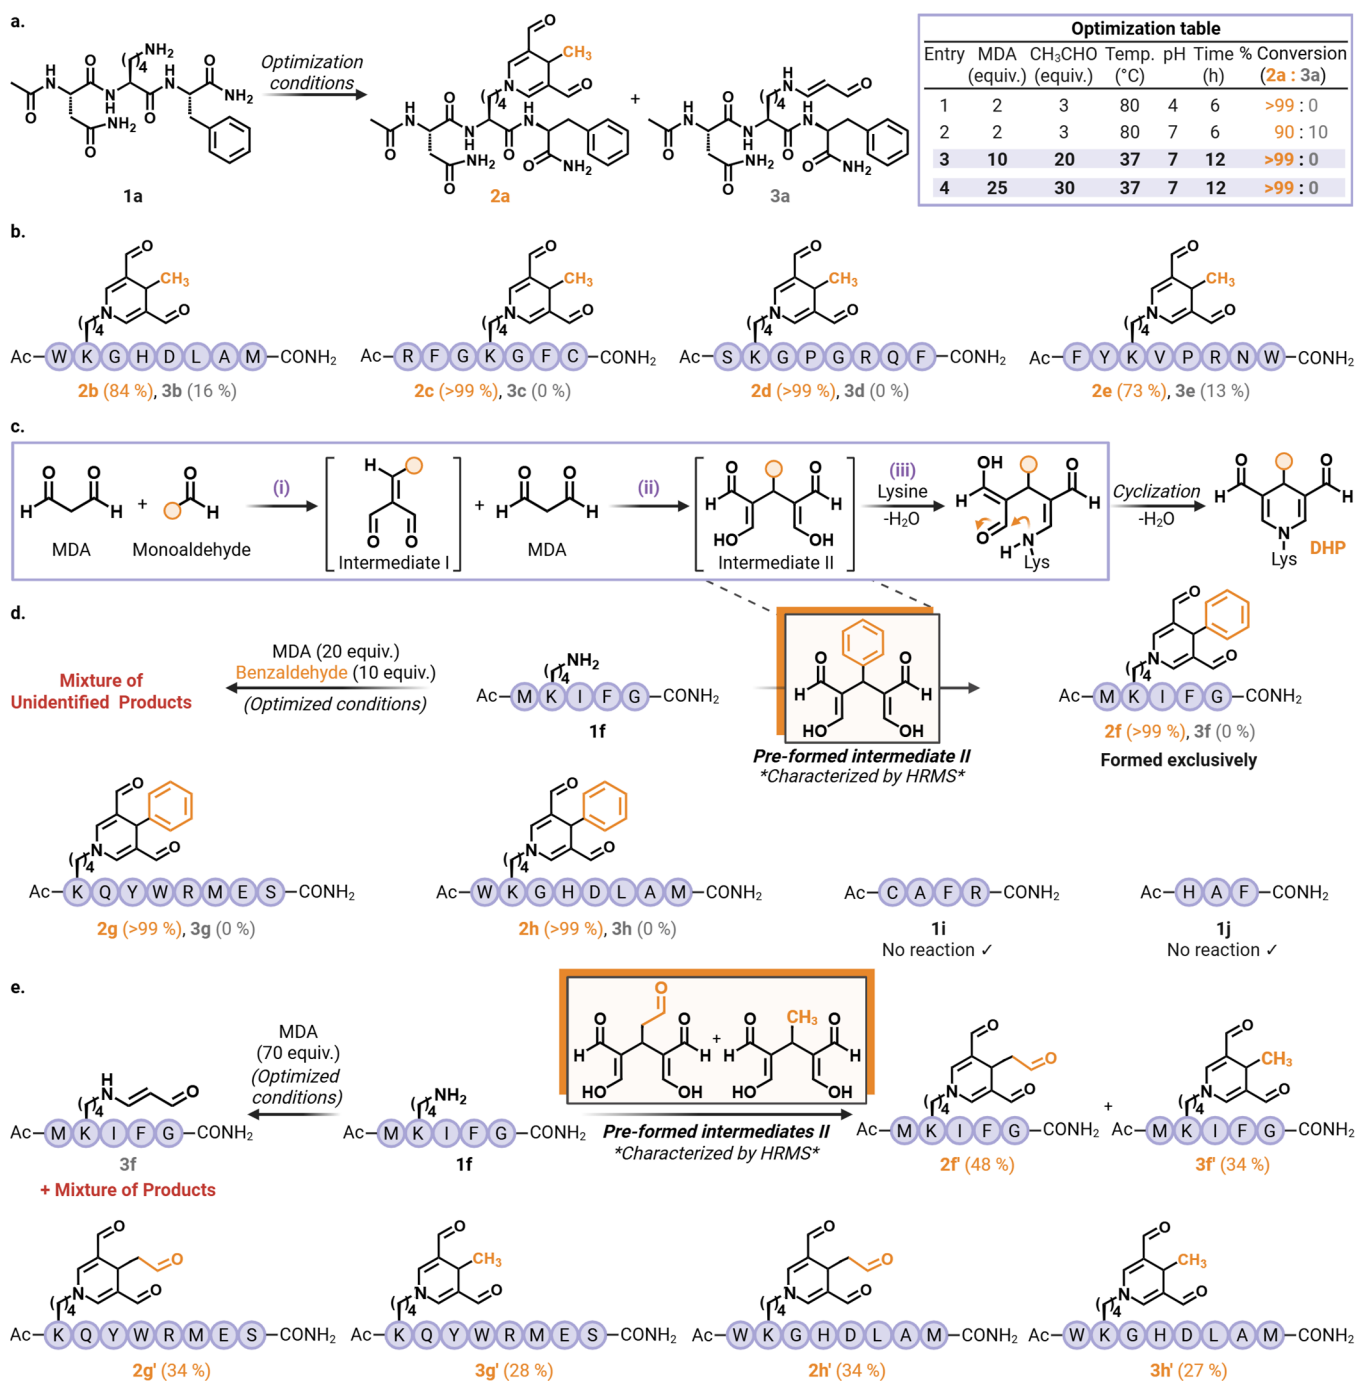 a.
Optimization
conditions
1a
2a
+
3a
Optimization table
Entry MDA CH₃CHO Temp. pH Time % Conversion
(equiv.) (equiv.) (°C) (h) (2a : 3a)
1 2 3 80 4 6 >99 : 0
2 2 3 80 7 6 90 : 10
3 10 20 37 7 12 >99 : 0
4 25 30 37 7 12 >99 : 0
b.
Ac W K G H D L A M CONH₂
2b (84 %), 3b (16 %)
Ac R F G K G F C CONH₂
2c (>99 %), 3c (0 %)
Ac S K G P G R Q F CONH₂
2d (>99 %), 3d (0 %)
Ac F Y K V P R N W CONH₂
2e (73 %), 3e (13 %)
c.
MDA
+
Monoaldehyde
(i)
Intermediate I
+
MDA
(ii)
Intermediate II
(iii)
Lysine
-H₂O
Lys
Cyclization
-H₂O
Lys
DHP
d.
Mixture of
Unidentified Products
MDA (20 equiv.)
Benzaldehyde (10 equiv.)
(Optimized conditions)
NH₂
Ac M K I F G CONH₂
1f
Pre-formed intermediate II
*Characterized by HRMS*
Ac M K I F G CONH₂
2f (>99 %), 3f (0 %)
Formed exclusively
Ac K Q Y W R M E S CONH₂
2g (>99 %), 3g (0 %)
Ac W K G H D L A M CONH₂
2h (>99 %), 3h (0 %)
Ac C A F R CONH₂
1i
No reaction ✓
Ac H A F CONH₂
1j
No reaction ✓
e.
MDA
(70 equiv.)
(Optimized
conditions)
Ac M K I F G CONH₂
3f
+ Mixture of Products
NH₂
Ac M K I F G CONH₂
1f
CH₃
Pre-formed intermediates II
*Characterized by HRMS*
Ac M K I F G CONH₂
2f' (48 %)
+
CH₃
Ac M K I F G CONH₂
3f' (34 %)
Ac K Q Y W R M E S CONH₂
2g' (34 %)
CH₃
Ac K Q Y W R M E S CONH₂
3g' (28 %)
Ac W K G H D L A M CONH₂
2h' (34 %)
CH₃
Ac W K G H D L A M CONH₂
3h' (27 %)